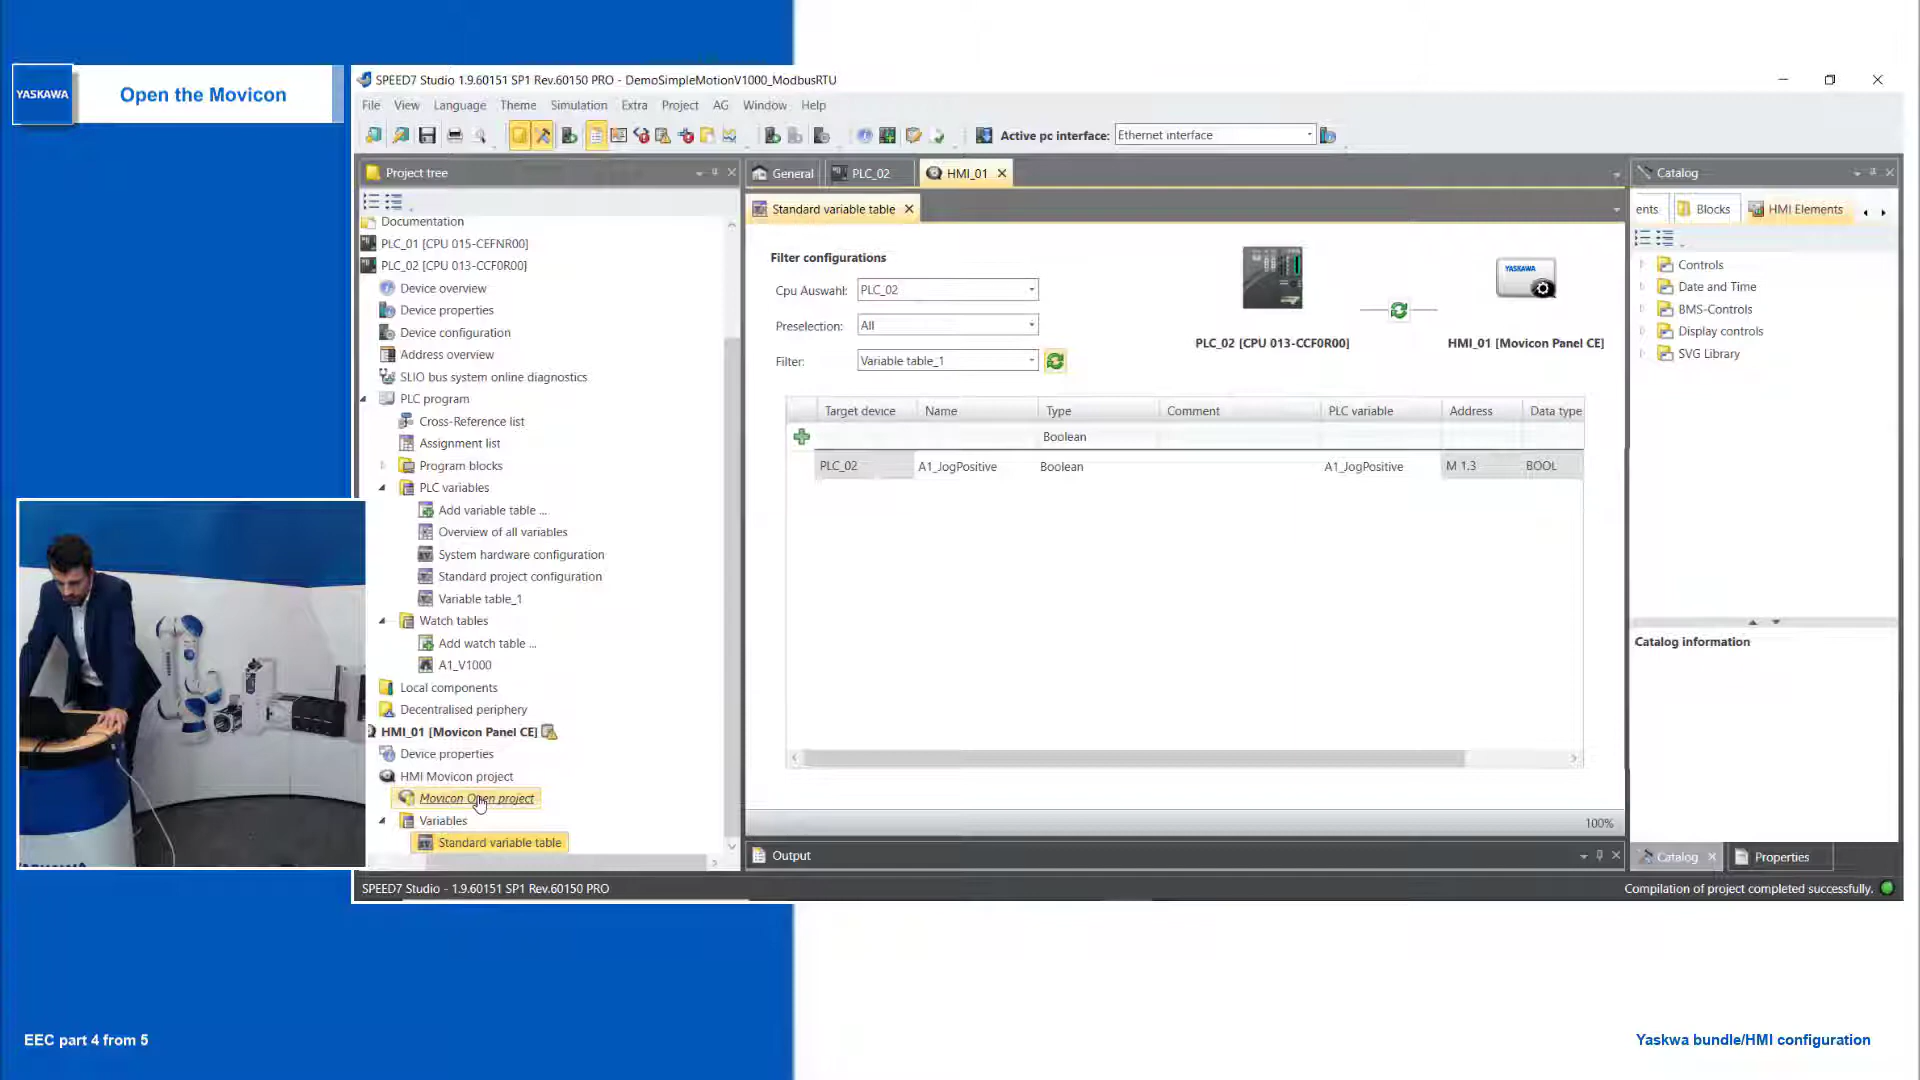 YASKAWA
Open the Movicon
SPEED7 Studio 1.9.60151 SP1 Rev.60150 PRO - DemoSimpleMotionV1000_ModbusRTU
File View Language Theme Simulation Extra Project AG Window Help
Active pc interface: Ethernet interface
Project tree
Documentation
PLC_01 [CPU 015-CEFNR00]
PLC_02 [CPU 013-CCF0R00]
Device overview
Device properties
Device configuration
Address overview
SLIO bus system online diagnostics
PLC program
Cross-Reference list
Assignment list
Program blocks
PLC variables
Add variable table ...
Overview of all variables
System hardware configuration
Standard project configuration
Variable table_1
Watch tables
Add watch table ...
A1_V1000
Local components
Decentralised periphery
HMI_01 [Movicon Panel CE]
Device properties
HMI Movicon project
Movicon Open project
Variables
Standard variable table
General PLC_02 HMI_01
Standard variable table
Filter configurations
Cpu Auswahl: PLC_02
Preselection: All
Filter: Variable table_1
YASKAWA
PLC_02 [CPU 013-CCF0R00] HMI_01 [Movicon Panel CE]
Target device Name Type Comment PLC variable Address Data type
Boolean
PLC_02 A1_JogPositive Boolean A1_JogPositive M 1.3 BOOL
100%
Output
Catalog
ents Blocks HMI Elements
Controls
Date and Time
BMS-Controls
Display controls
SVG Library
Catalog information
Catalog Properties
SPEED7 Studio - 1.9.60151 SP1 Rev.60150 PRO
Compilation of project completed successfully.
EEC part 4 from 5
Yaskwa bundle/HMI configuration